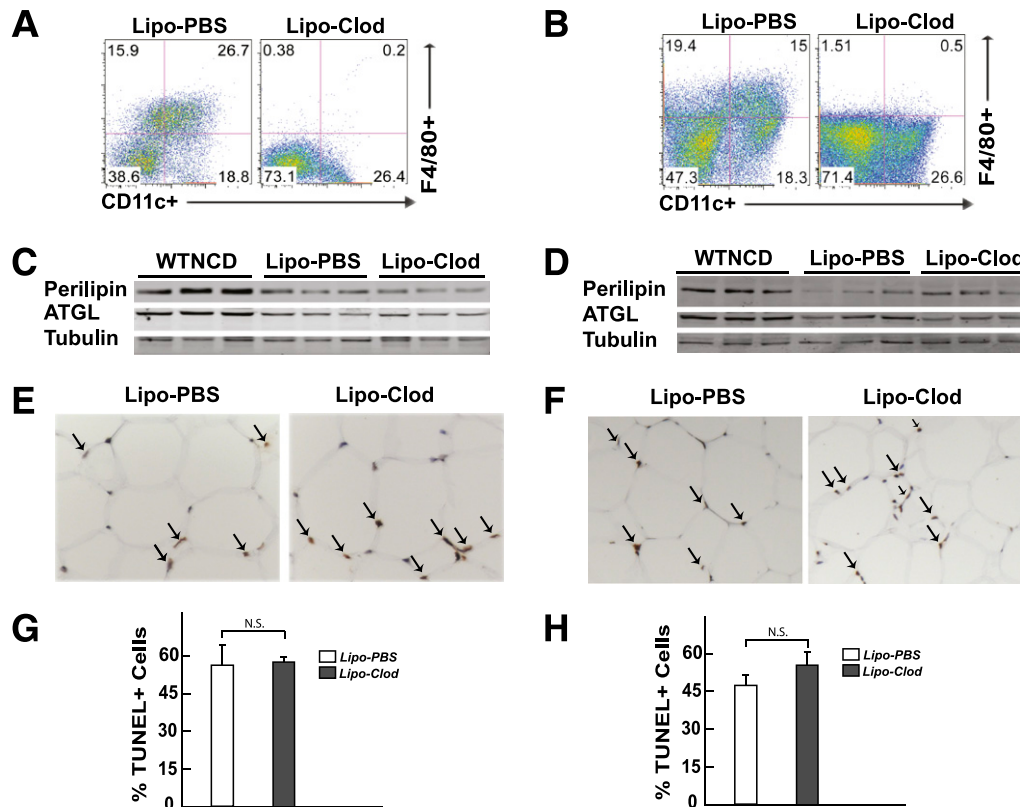 A
Lipo-PBS Lipo-Clod
15.9 26.7 0.38 0.2
38.6 18.8 73.1 26.4
F4/80+
CD11c+
B
Lipo-PBS Lipo-Clod
19.4 15 1.51 0.5
47.3 18.3 71.4 26.6
F4/80+
CD11c+
C
WTNCD Lipo-PBS Lipo-Clod
Perilipin
ATGL
Tubulin
D
WTNCD Lipo-PBS Lipo-Clod
Perilipin
ATGL
Tubulin
E
Lipo-PBS Lipo-Clod
F
Lipo-PBS Lipo-Clod
G
N.S.
Lipo-PBS
Lipo-Clod
% TUNEL+ Cells
60
45
30
15
0
H
N.S.
Lipo-PBS
Lipo-Clod
% TUNEL+ Cells
60
45
30
15
0